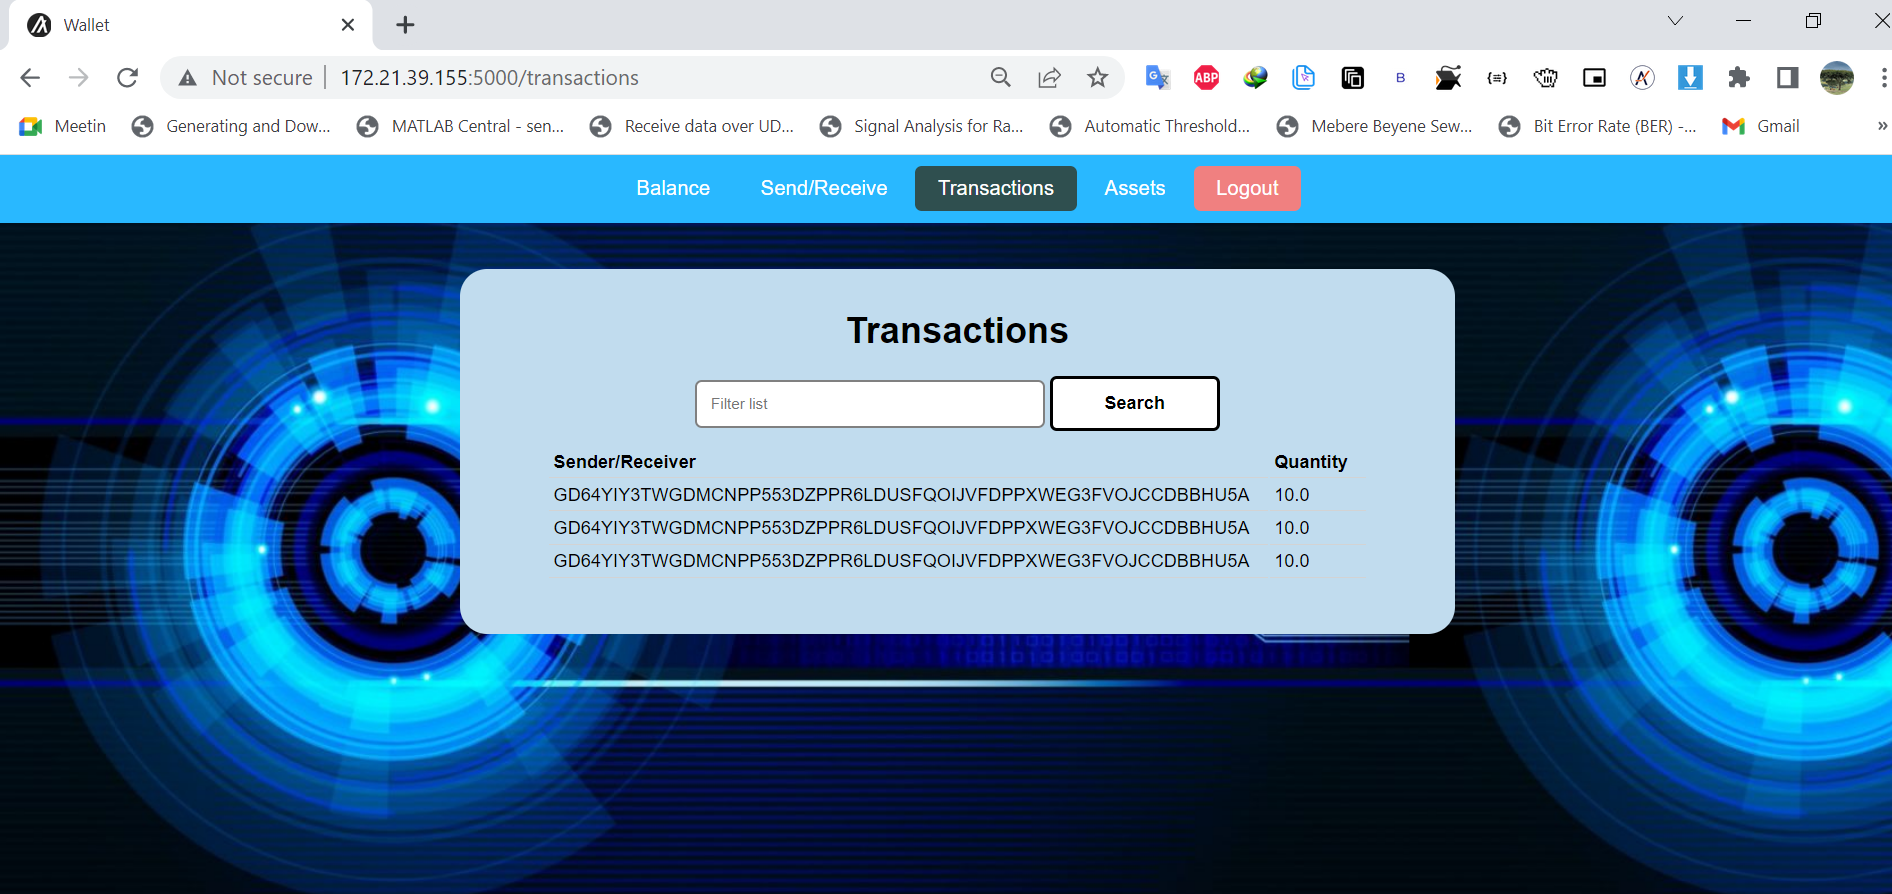 Wallet
Not secure 172.21.39.155:5000/transactions
ABP B
Meetin Generating and Dow... MATLAB Central - sen... Receive data over UD... Signal Analysis for Ra... Automatic Threshold... Mebere Beyene Sew... Bit Error Rate (BER) -... Gmail »
Balance Send/Receive Transactions Assets Logout
Transactions
Filter list Search
Sender/Receiver Quantity
GD64YIY3TWGDMCNPP553DZPPR6LDUSFQOIJVFDPPXWEG3FVOJCCDBBHU5A 10.0
GD64YIY3TWGDMCNPP553DZPPR6LDUSFQOIJVFDPPXWEG3FVOJCCDBBHU5A 10.0
GD64YIY3TWGDMCNPP553DZPPR6LDUSFQOIJVFDPPXWEG3FVOJCCDBBHU5A 10.0